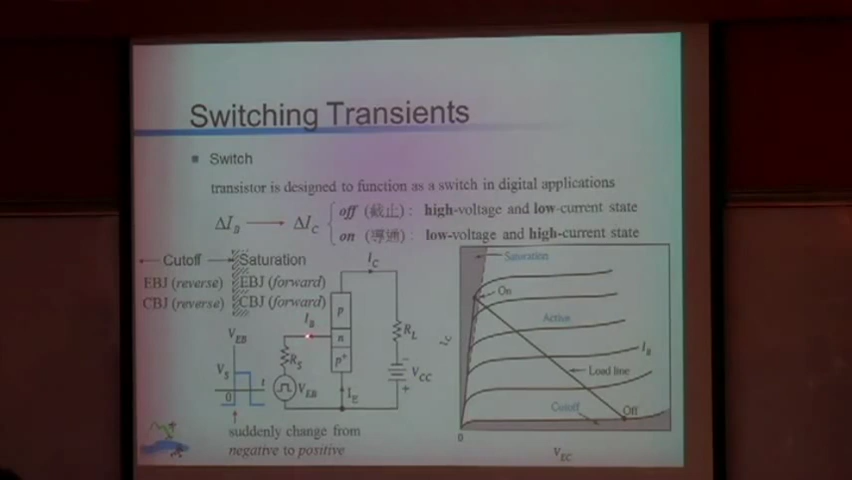 Switching Transients
Switch
transistor is designed to function as a switch in digital applications
ΔI_B → ΔI_C
off (截止) : high-voltage and low-current state
on (導通) : low-voltage and high-current state
Cutoff
Saturation
EBJ (reverse)
EBJ (forward)
CBJ (reverse)
CBJ (forward)
V_EB
V_S
0
t
suddenly change from
negative to positive
I_C
p
I_B
n
p+
R_S
V_EB
I_E
R_L
−
V_CC
+
Saturation
On
Active
I_C
I_B
Load line
Cutoff
Off
0
V_EC